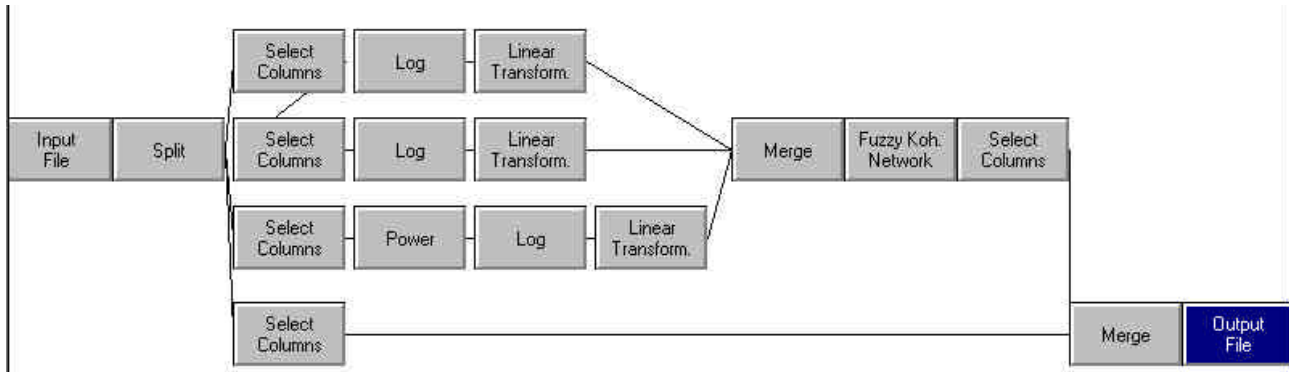 Select
Columns
Log
Linear
Transform.
Input
File
Split
Select
Columns
Log
Linear
Transform.
Merge
Fuzzy Koh.
Network
Select
Columns
Select
Columns
Power
Log
Linear
Transform.
Select
Columns
Merge
Output
File